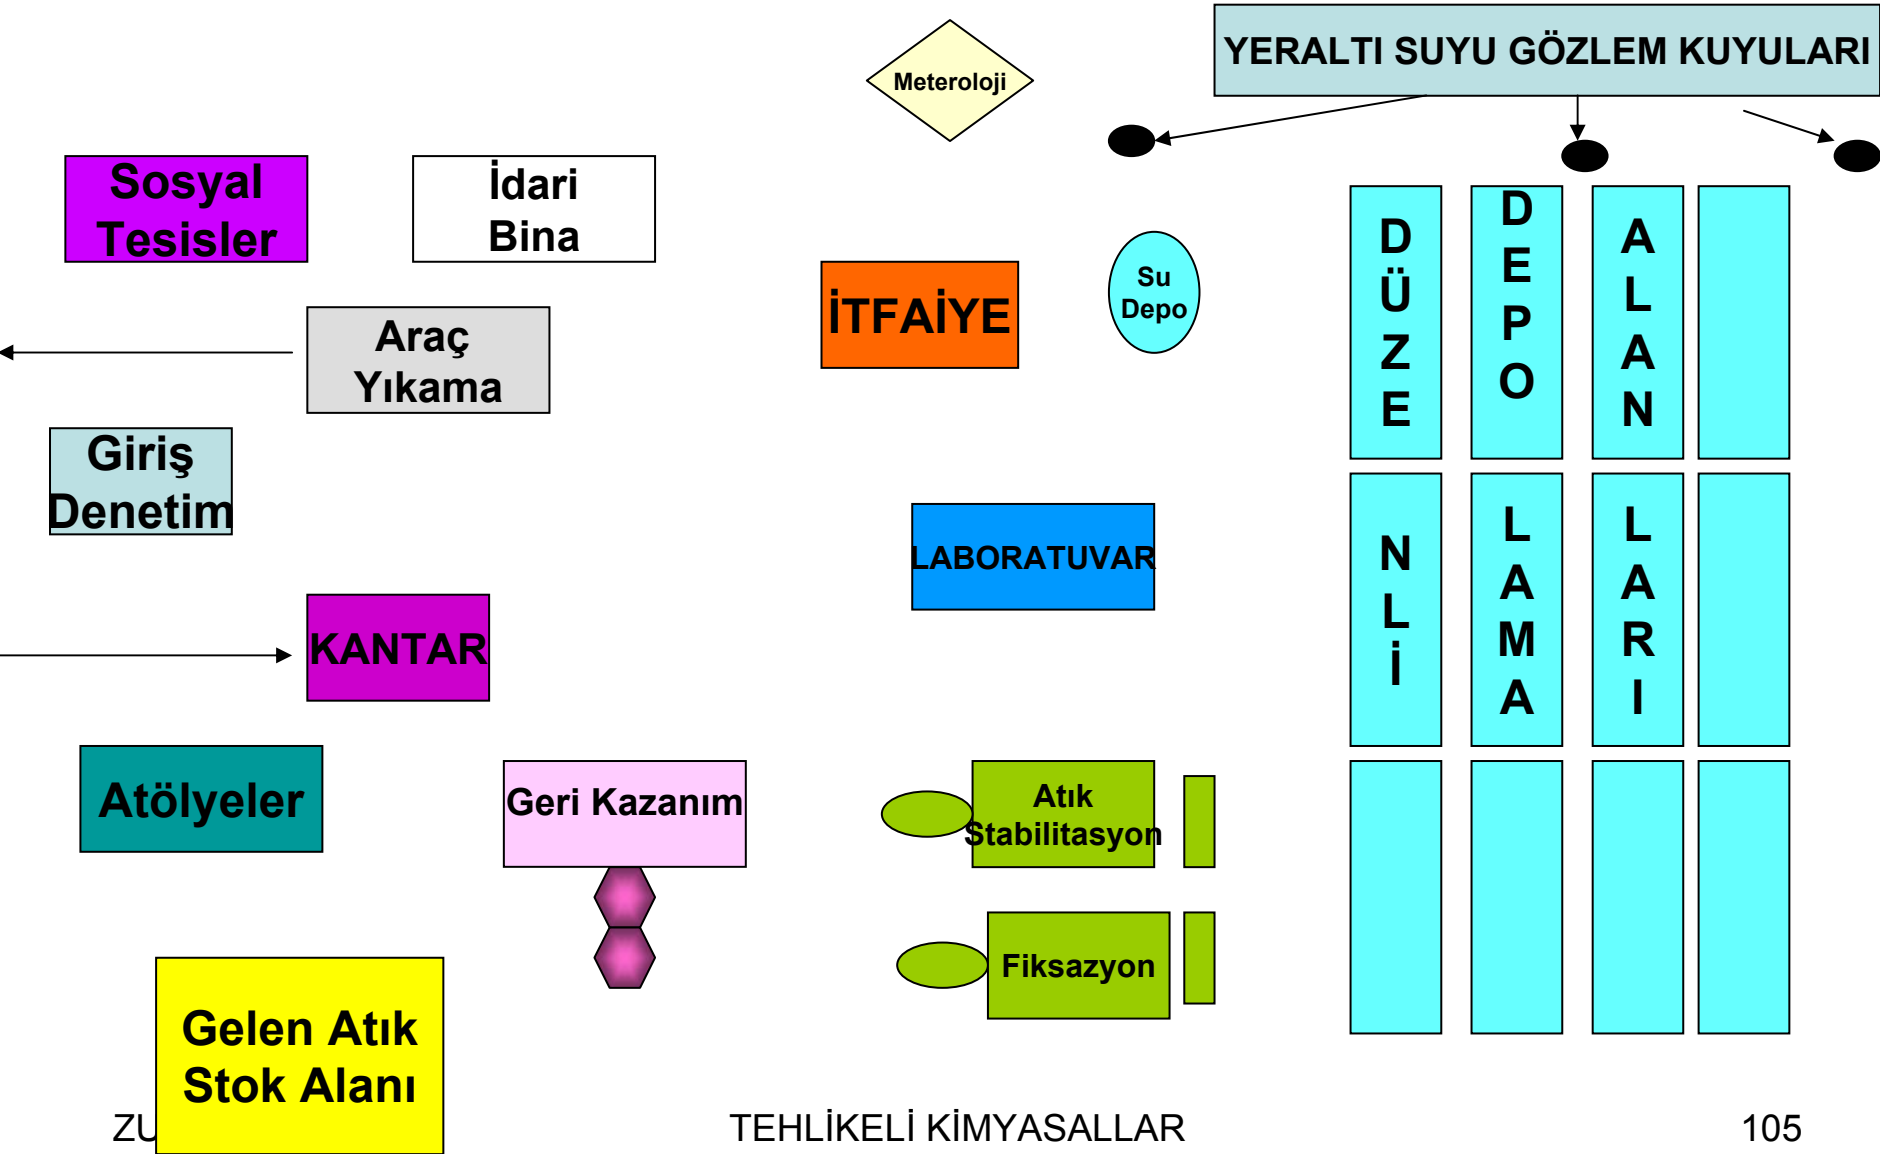 YERALTI SUYU GÖZLEM KUYULARI
Meteroloji
Sosyal
Tesisler
İdari
Bina
İTFAİYE
Su
Depo
Araç
Yıkama
Giriş
Denetim
LABORATUVAR
KANTAR
Atölyeler
Geri Kazanım
Atık
Stabilitasyon
Fiksazyon
Gelen Atık
Stok Alanı
D
Ü
Z
E
N
L
İ
D
E
P
O
L
A
M
A
A
L
A
N
L
A
R
I
ZU
TEHLİKELİ KİMYASALLAR
105